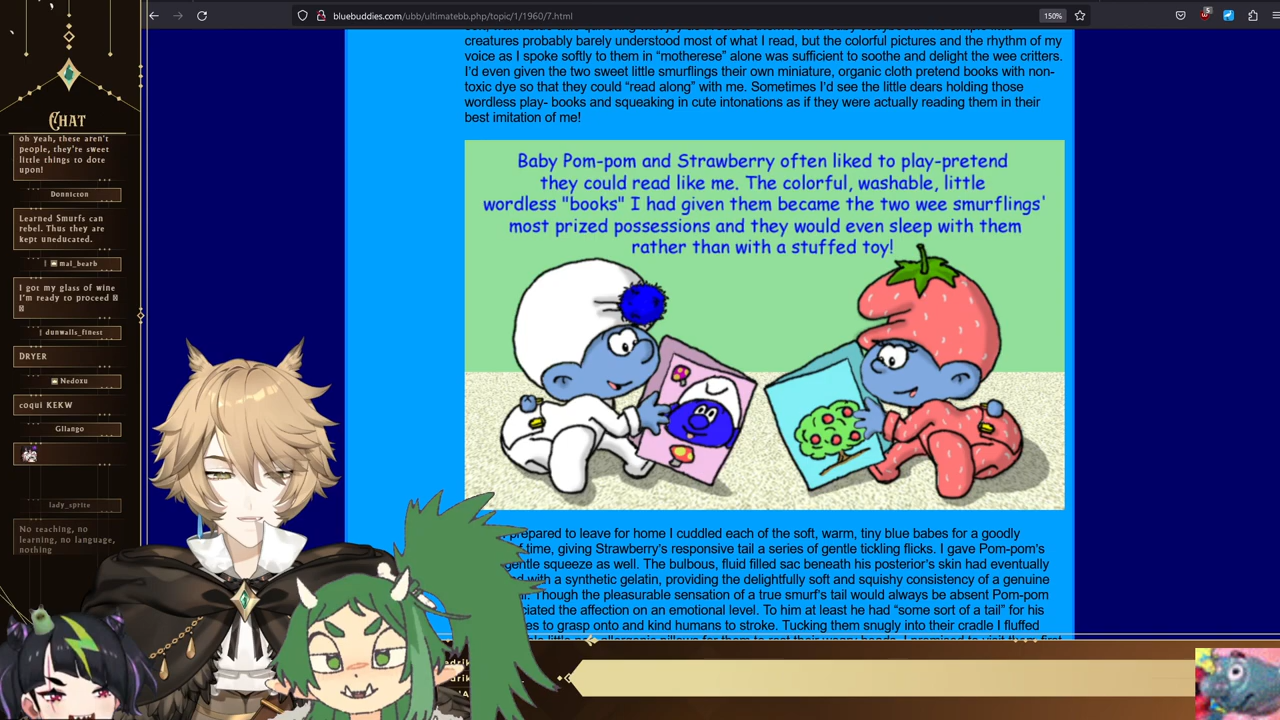 bluebuddies.com/ubb/ultimatebb.php/topic/1/1960/7.html
150%
5
CHAT
oh yeah, these aren't
people, they're sweet
little things to dote
upon!
Donnicton
Learned Smurfs can
rebel. Thus they are
kept uneducated.
mal_bearb
I got my glass of wine
I'm ready to proceed
dunwalls_finest
DRYER
Nedoxu
coqui KEKW
Gllango
lady_sprite
No teaching, no
learning, no language,
nothing
creatures probably barely understood most of what I read, but the colorful pictures and the rhythm of my
voice as I spoke softly to them in “motherese” alone was sufficient to soothe and delight the wee critters.
I’d even given the two sweet little smurflings their own miniature, organic cloth pretend books with non-
toxic dye so that they could “read along” with me. Sometimes I’d see the little dears holding those
wordless play- books and squeaking in cute intonations as if they were actually reading them in their
best imitation of me!
Baby Pom-pom and Strawberry often liked to play-pretend
they could read like me. The colorful, washable, little
wordless "books" I had given them became the two wee smurflings'
most prized possessions and they would even sleep with them
rather than with a stuffed toy!
prepared to leave for home I cuddled each of the soft, warm, tiny blue babes for a goodly
of time, giving Strawberry’s responsive tail a series of gentle tickling flicks. I gave Pom-pom’s
gentle squeeze as well. The bulbous, fluid filled sac beneath his posterior’s skin had eventually
with a synthetic gelatin, providing the delightfully soft and squishy consistency of a genuine
Though the pleasurable sensation of a true smurf’s tail would always be absent Pom-pom
the affection on an emotional level. To him at least he had “some sort of a tail” for his
to grasp onto and kind humans to stroke. Tucking them snugly into their cradle I fluffed